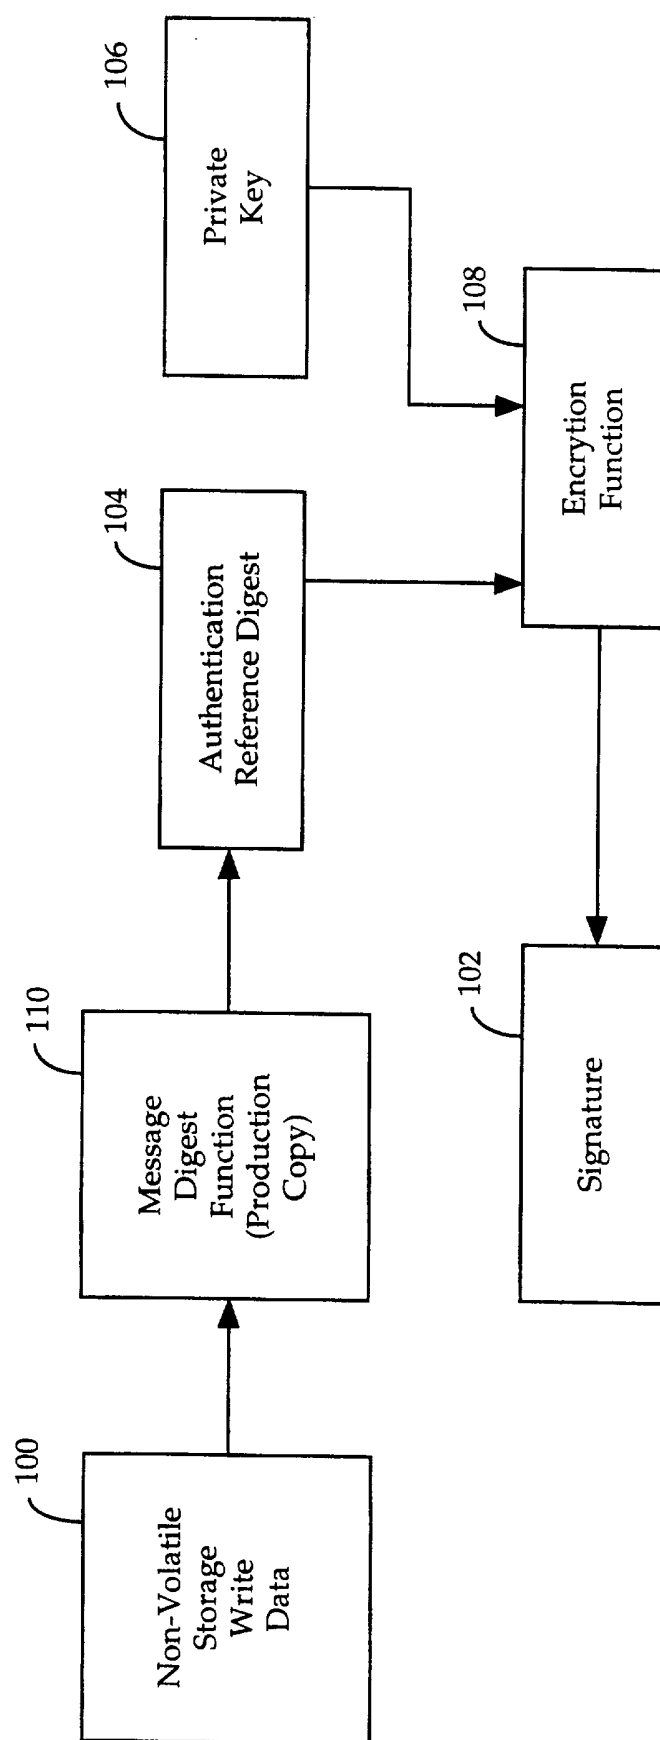 100
Non-Volatile
Storage
Write
Data
110
Message
Digest
Function
(Production
Copy)
104
Authentication
Reference Digest
106
Private
Key
102
Signature
108
Encrytion
Function